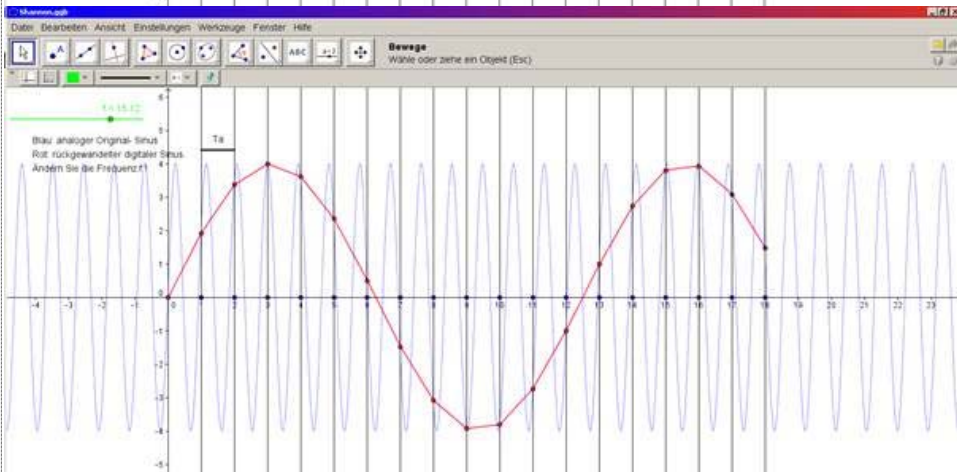 Shannon.ggb
Datei Bearbeiten Ansicht Einstellungen Werkzeuge Fenster Hilfe
ABC
a=2
Bewege
Wähle oder ziehe ein Objekt (Esc)
Blau: analoger Original- Sinus
Rot: rückgewandelter digitaler Sinus.
Ändern Sie die Frequenz f!
Ta
6
5
4
3
2
1
0
-1
-2
-3
-4
-5
-4 -3 -2 -1 0 1 2 3 4 5 6 7 8 9 10 11 12 13 14 15 16 17 18 19 20 21 22 23